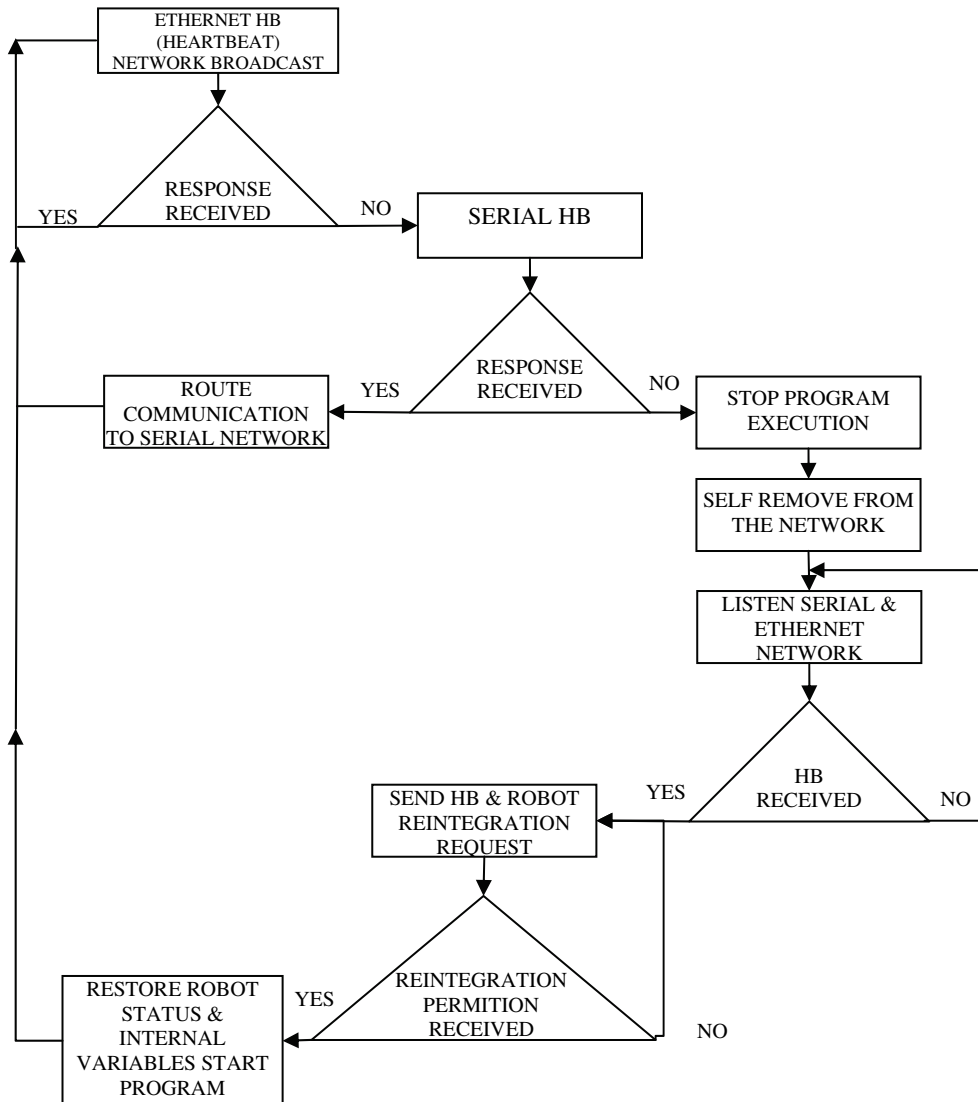 ETHERNET HB
(HEARTBEAT)
NETWORK BROADCAST
RESPONSE
RECEIVED
YES
NO
SERIAL HB
RESPONSE
RECEIVED
YES
NO
ROUTE
COMMUNICATION
TO SERIAL NETWORK
STOP PROGRAM
EXECUTION
SELF REMOVE FROM
THE NETWORK
LISTEN SERIAL &
ETHERNET
NETWORK
HB
RECEIVED
YES
NO
SEND HB & ROBOT
REINTEGRATION
REQUEST
REINTEGRATION
PERMITION
RECEIVED
YES
NO
RESTORE ROBOT
STATUS &
INTERNAL
VARIABLES START
PROGRAM